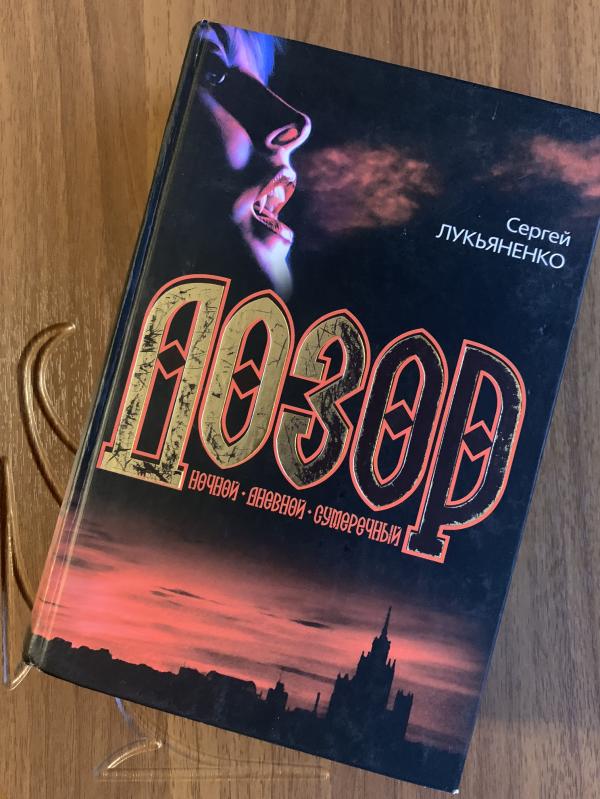 Сергей
ЛУКЬЯНЕНКО
ДОЗОР
НОЧНОЙ · ДНЕВНОЙ · СУМЕРЕЧНЫЙ